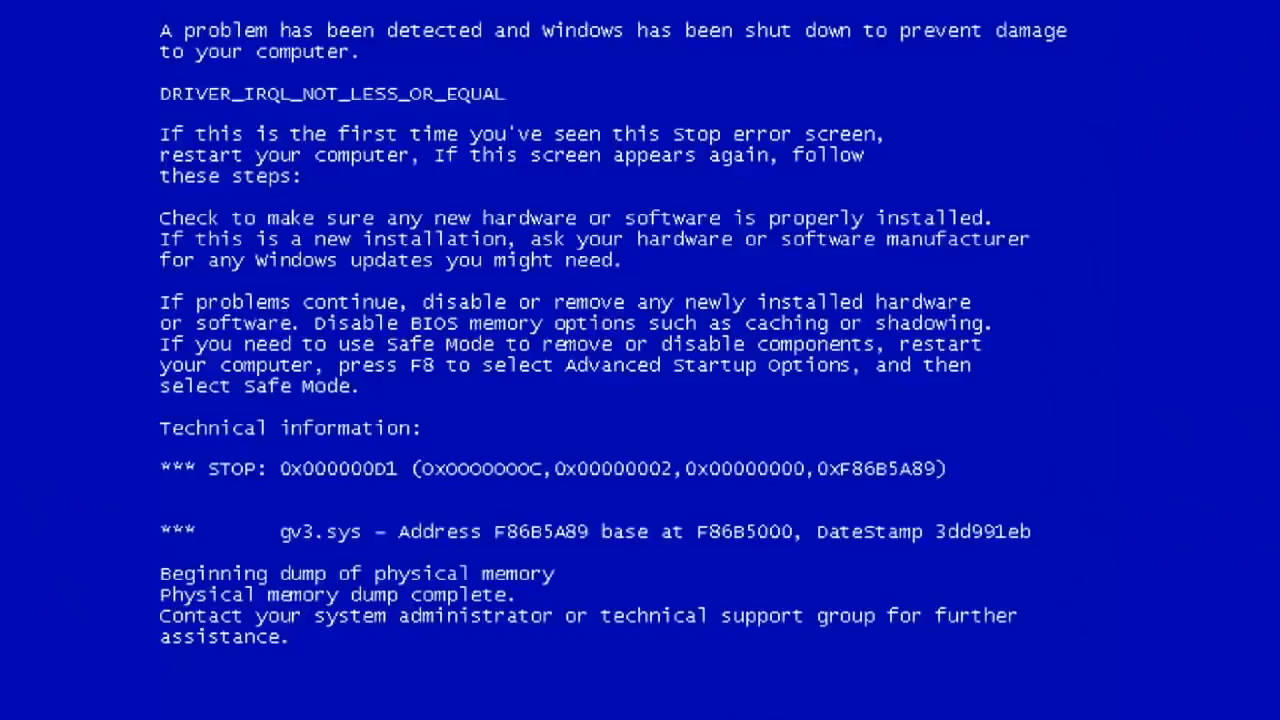 A problem has been detected and Windows has been shut down to prevent damage
to your computer.
DRIVER_IRQL_NOT_LESS_OR_EQUAL
If this is the first time you've seen this Stop error screen,
restart your computer, If this screen appears again, follow
these steps:
Check to make sure any new hardware or software is properly installed.
If this is a new installation, ask your hardware or software manufacturer
for any Windows updates you might need.
If problems continue, disable or remove any newly installed hardware
or software. Disable BIOS memory options such as caching or shadowing.
If you need to use Safe Mode to remove or disable components, restart
your computer, press F8 to select Advanced Startup Options, and then
select Safe Mode.
Technical information:
*** STOP: 0x000000D1 (0x0000000C,0x00000002,0x00000000,0xF86B5A89)
*** gv3.sys – Address F86B5A89 base at F86B5000, DateStamp 3dd991eb
Beginning dump of physical memory
Physical memory dump complete.
Contact your system administrator or technical support group for further
assistance.